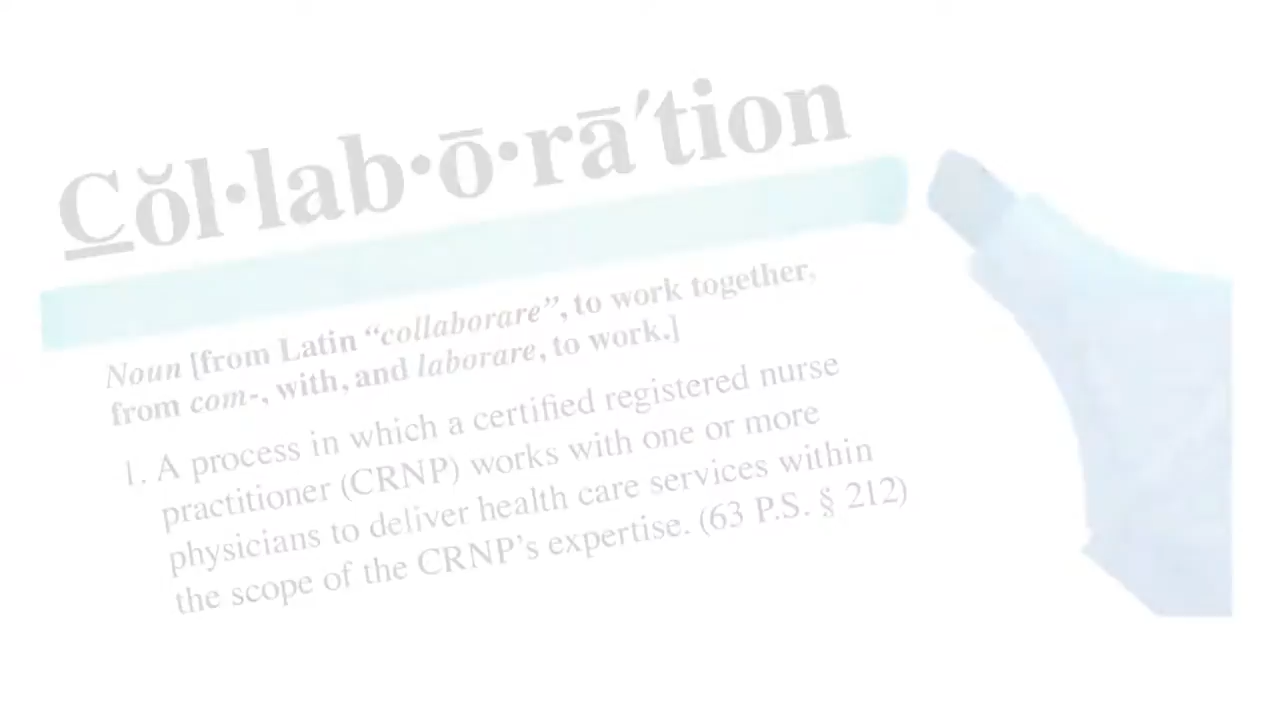 Cŏl·lab·ō·rā′tion
Noun [from Latin “collaborare”, to work together,
from com-, with, and laborare, to work.]
1. A process in which a certified registered nurse
practitioner (CRNP) works with one or more
physicians to deliver health care services within
the scope of the CRNP’s expertise. (63 P.S. § 212)